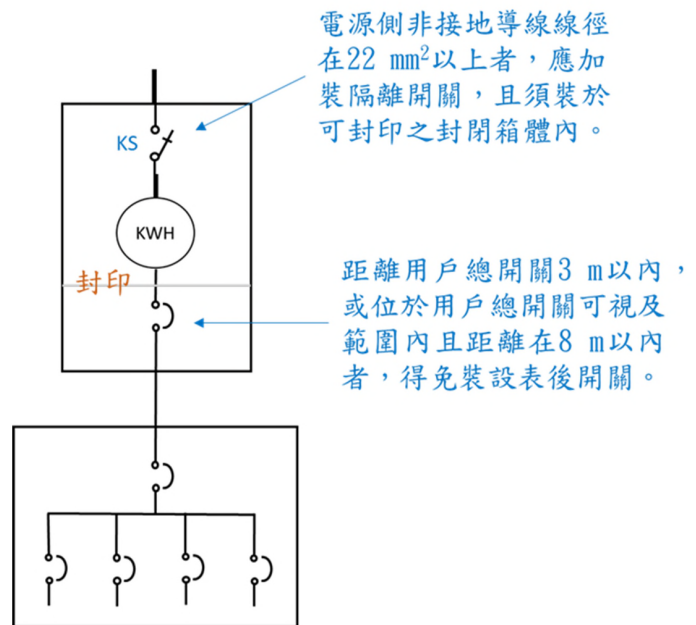 電源側非接地導線線徑
在22 mm²以上者，應加
裝隔離開關，且須裝於
可封印之封閉箱體內。
KS
KWH
封印
距離用戶總開關3 m以內，
或位於用戶總開關可視及
範圍內且距離在8 m以內
者，得免裝設表後開關。